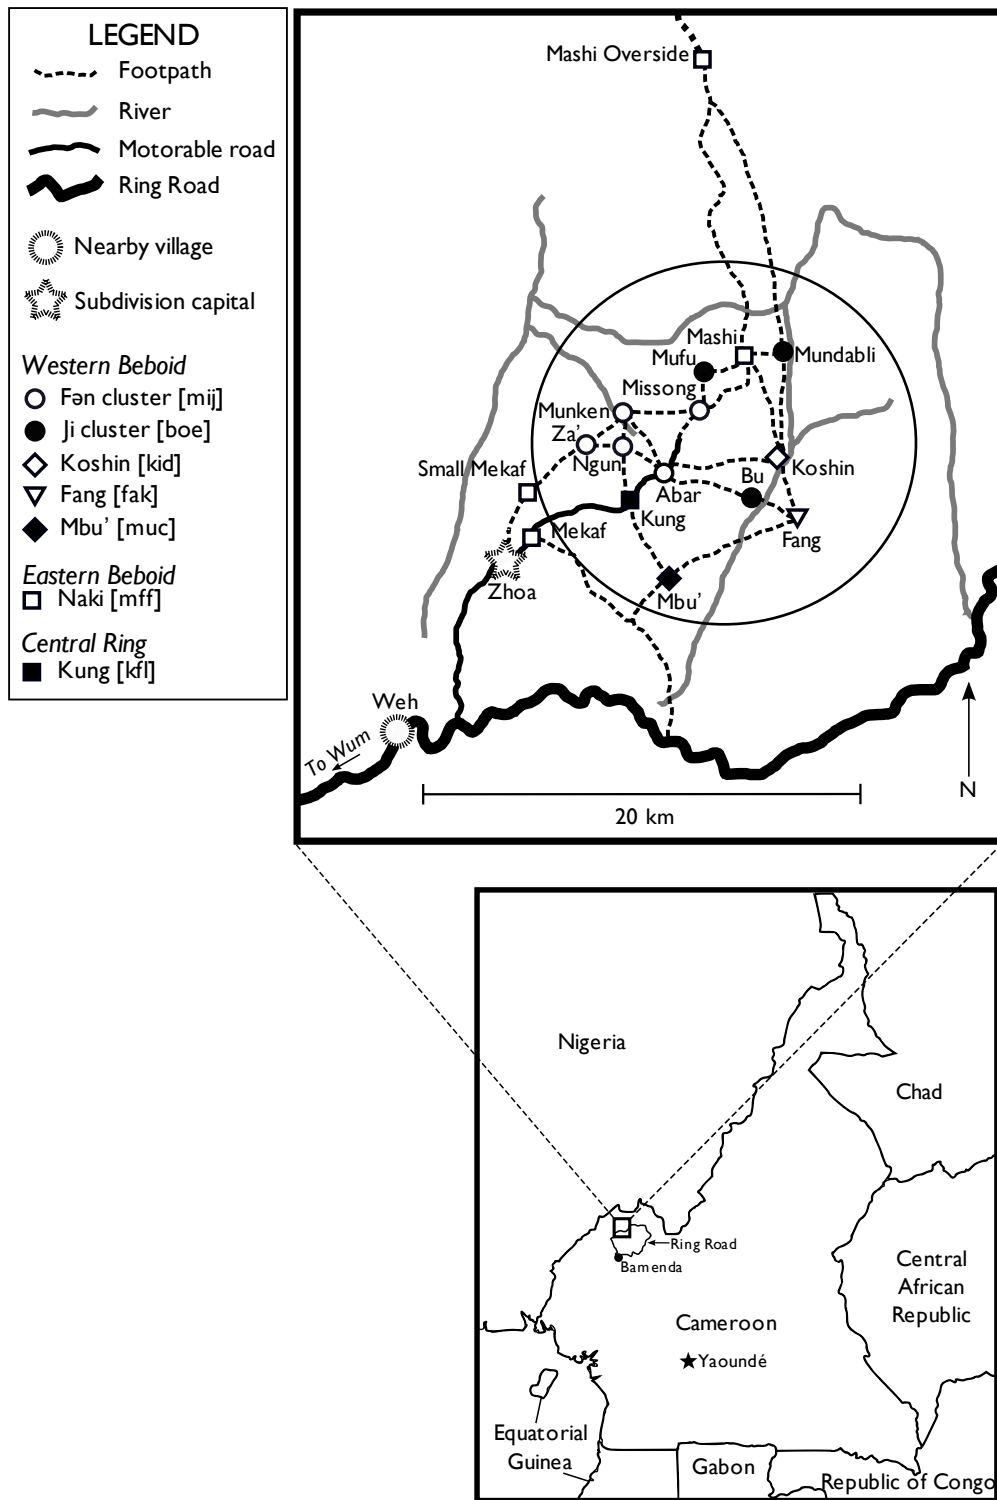 LEGEND
Footpath
River
Motorable road
Ring Road
Nearby village
Subdivision capital
Western Beboid
Fən cluster [mij]
Ji cluster [boe]
Koshin [kid]
Fang [fak]
Mbu’ [muc]
Eastern Beboid
Naki [mff]
Central Ring
Kung [kfl]
Mashi Overside
Mashi
Mundabli
Mufu
Missong
Munken
Za’
Ngun
Small Mekaf
Koshin
Bu
Abar
Kung
Mekaf
Fang
Zhoa
Mbu’
Weh
To Wum
N
20 km
Nigeria
Chad
Ring Road
Bamenda
Central
African
Republic
Cameroon
Yaoundé
Equatorial
Guinea
Gabon
Republic of Congo